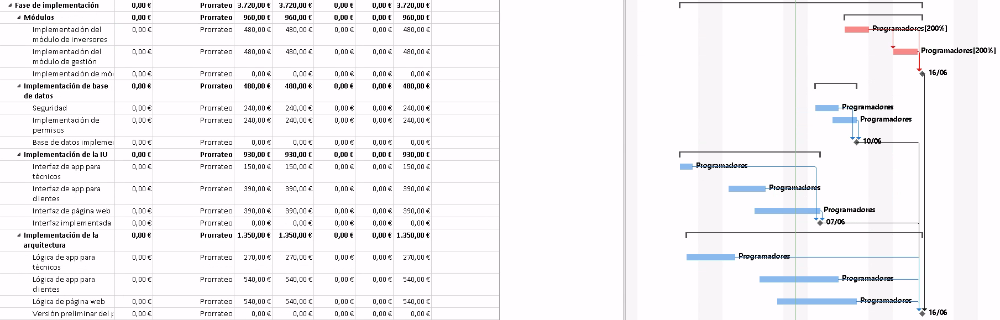 Fase de implementación 0,00 € Prorrateo 3.720,00 € 3.720,00 € 0,00 € 0,00 € 3.720,00 €
Módulos 0,00 € Prorrateo 960,00 € 960,00 € 0,00 € 0,00 € 960,00 €
Implementación del 0,00 € Prorrateo 480,00 € 480,00 € 0,00 € 0,00 € 480,00 € Programadores[200%]
módulo de inversores
Implementación del 0,00 € Prorrateo 480,00 € 480,00 € 0,00 € 0,00 € 480,00 € Programadores[200%]
módulo de gestión
Implementación de mó 0,00 € Prorrateo 0,00 € 0,00 € 0,00 € 0,00 € 0,00 € 16/06
Implementación de base 0,00 € Prorrateo 480,00 € 480,00 € 0,00 € 0,00 € 480,00 €
de datos
Seguridad 0,00 € Prorrateo 240,00 € 240,00 € 0,00 € 0,00 € 240,00 € Programadores
Implementación de 0,00 € Prorrateo 240,00 € 240,00 € 0,00 € 0,00 € 240,00 € Programadores
permisos
Base de datos implemer 0,00 € Prorrateo 0,00 € 0,00 € 0,00 € 0,00 € 0,00 € 10/06
Implementación de la IU 0,00 € Prorrateo 930,00 € 930,00 € 0,00 € 0,00 € 930,00 €
Interfaz de app para 0,00 € Prorrateo 150,00 € 150,00 € 0,00 € 0,00 € 150,00 € Programadores
técnicos
Interfaz de app para 0,00 € Prorrateo 390,00 € 390,00 € 0,00 € 0,00 € 390,00 € Programadores
clientes
Interfaz de página web 0,00 € Prorrateo 390,00 € 390,00 € 0,00 € 0,00 € 390,00 € Programadores
Interfaz implementada 0,00 € Prorrateo 0,00 € 0,00 € 0,00 € 0,00 € 0,00 € 07/06
Implementación de la 0,00 € Prorrateo 1.350,00 € 1.350,00 € 0,00 € 0,00 € 1.350,00 €
arquitectura
Lógica de app para 0,00 € Prorrateo 270,00 € 270,00 € 0,00 € 0,00 € 270,00 € Programadores
técnicos
Lógica de app para 0,00 € Prorrateo 540,00 € 540,00 € 0,00 € 0,00 € 540,00 € Programadores
clientes
Lógica de página web 0,00 € Prorrateo 540,00 € 540,00 € 0,00 € 0,00 € 540,00 € Programadores
Versión preliminar del p 0,00 € Prorrateo 0,00 € 0,00 € 0,00 € 0,00 € 0,00 € 16/06